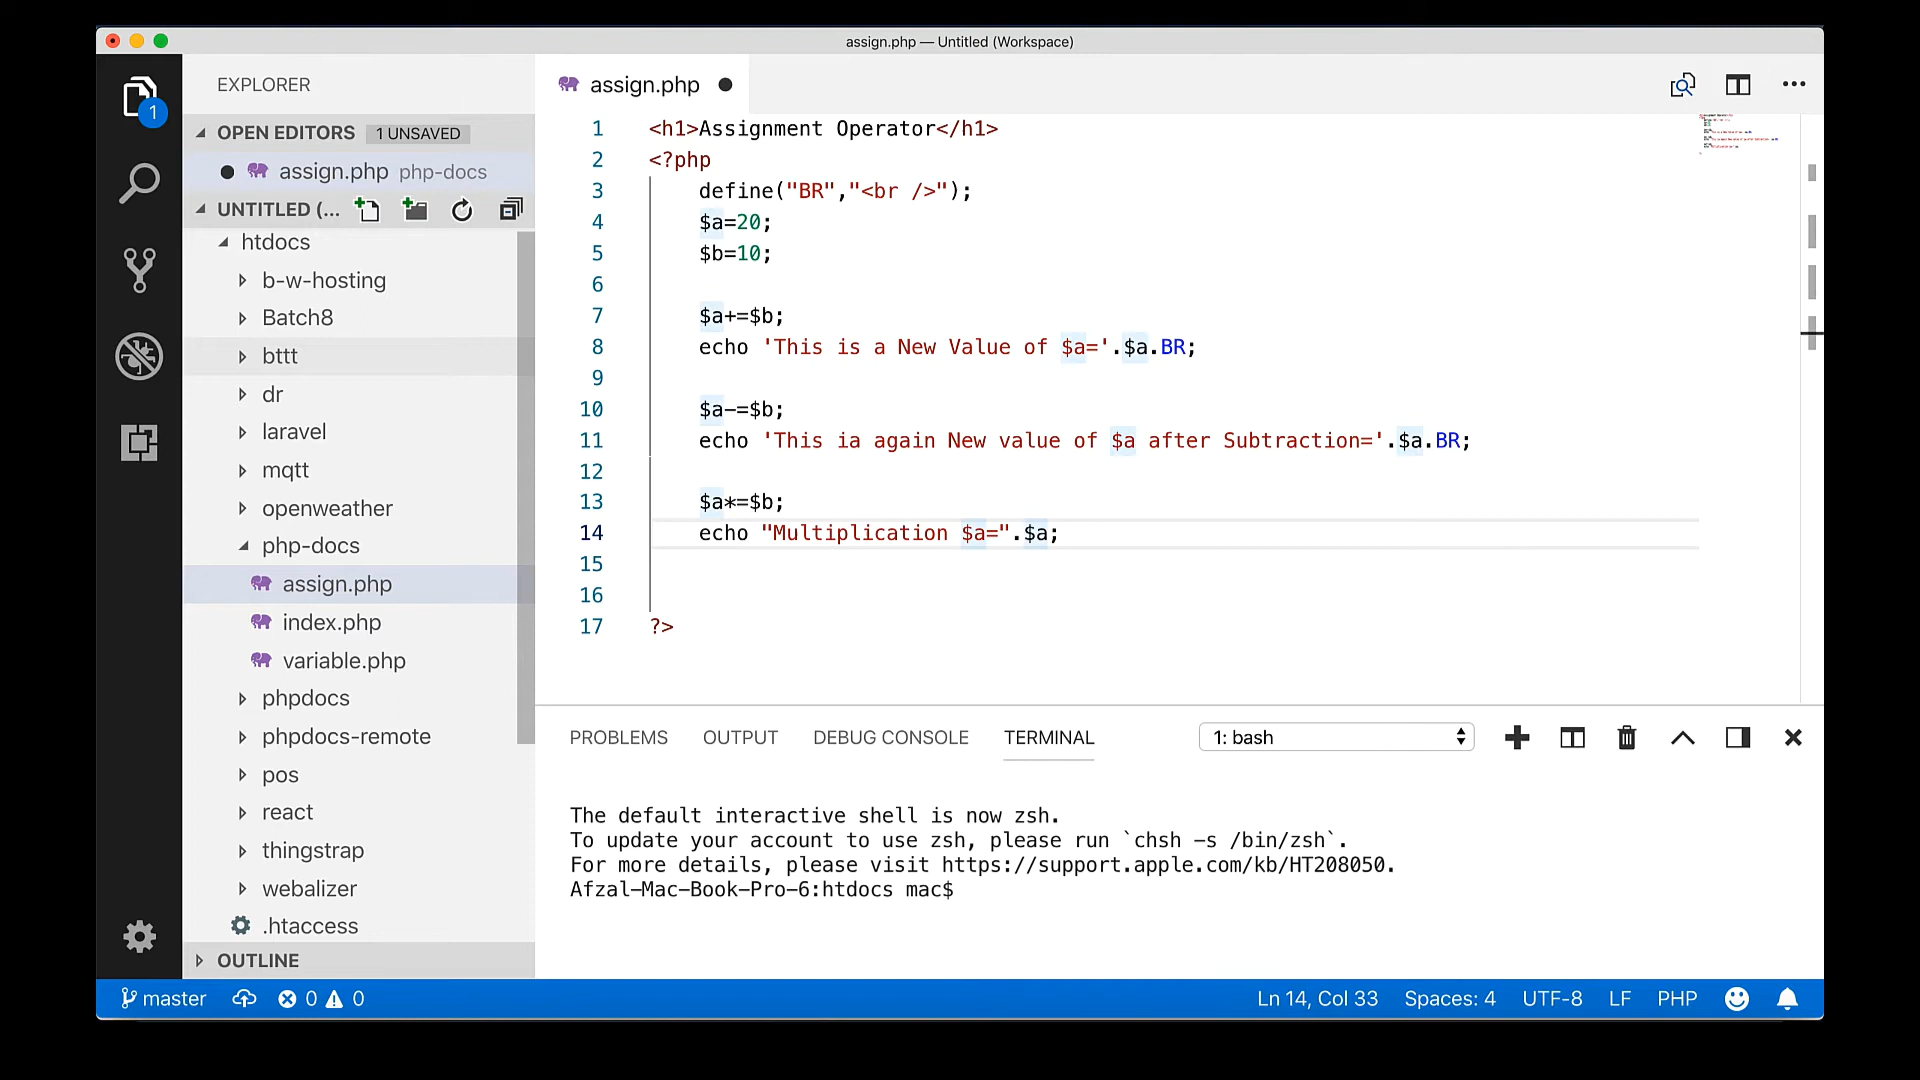 assign.php — Untitled (Workspace)
EXPLORER
OPEN EDITORS 1 UNSAVED
assign.php php-docs
UNTITLED (...
htdocs
b-w-hosting
Batch8
bttt
dr
laravel
mqtt
openweather
php-docs
assign.php
index.php
variable.php
phpdocs
phpdocs-remote
pos
react
thingstrap
webalizer
.htaccess
OUTLINE
1
assign.php
1 <h1>Assignment Operator</h1>
2 <?php
3 define("BR","<br />");
4 $a=20;
5 $b=10;
6
7 $a+=$b;
8 echo 'This is a New Value of $a='.$a.BR;
9
10 $a-=$b;
11 echo 'This ia again New value of $a after Subtraction='.$a.BR;
12
13 $a*=$b;
14 echo "Multiplication $a=".$a;
15
16
17 ?>
PROBLEMS OUTPUT DEBUG CONSOLE TERMINAL 1: bash
The default interactive shell is now zsh.
To update your account to use zsh, please run `chsh -s /bin/zsh`.
For more details, please visit https://support.apple.com/kb/HT208050.
Afzal-Mac-Book-Pro-6:htdocs mac$
master 0 0 Ln 14, Col 33 Spaces: 4 UTF-8 LF PHP